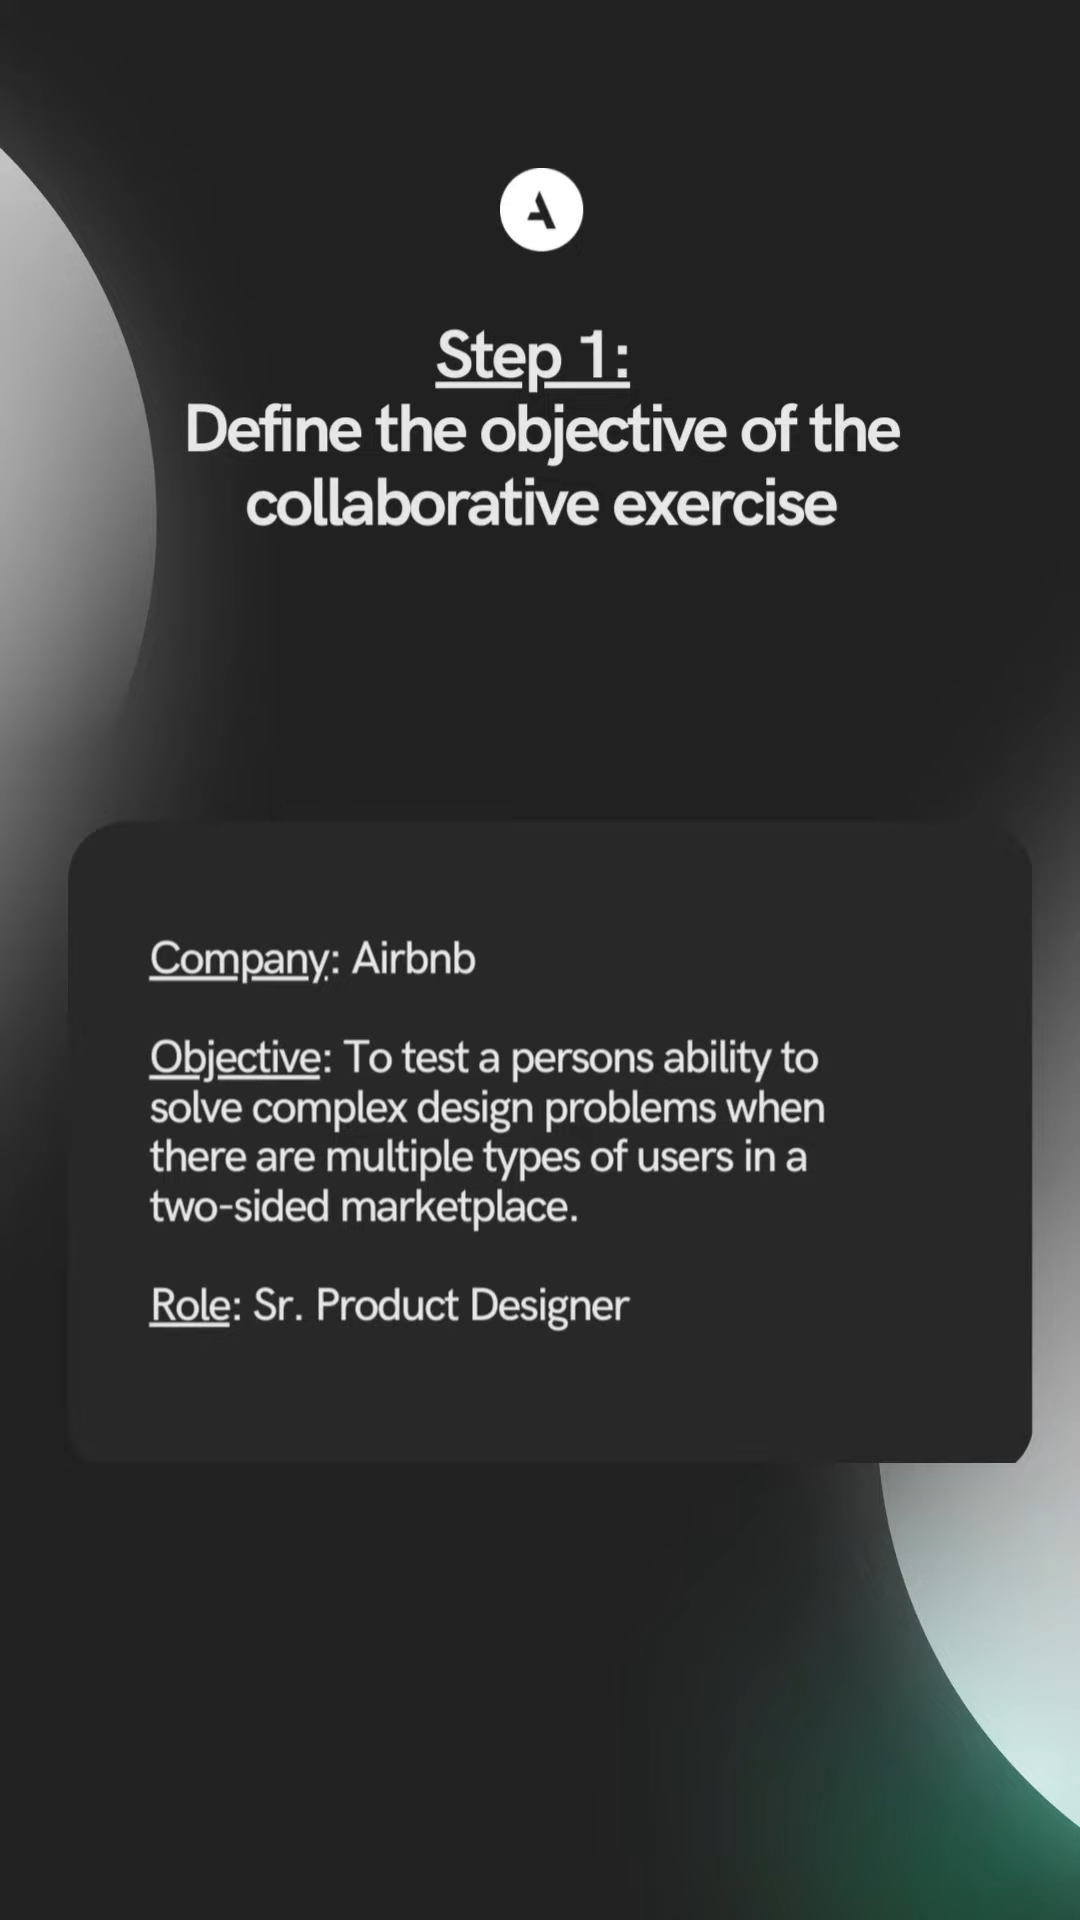 Step 1:
Define the objective of the
collaborative exercise
Company: Airbnb
Objective: To test a persons ability to
solve complex design problems when
there are multiple types of users in a
two-sided marketplace.
Role: Sr. Product Designer